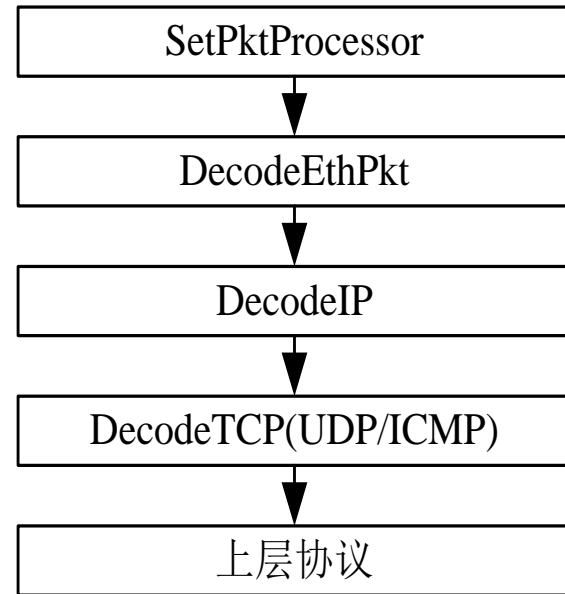 SetPktProcessor
DecodeEthPkt
DecodeIP
DecodeTCP(UDP/ICMP)
上层协议